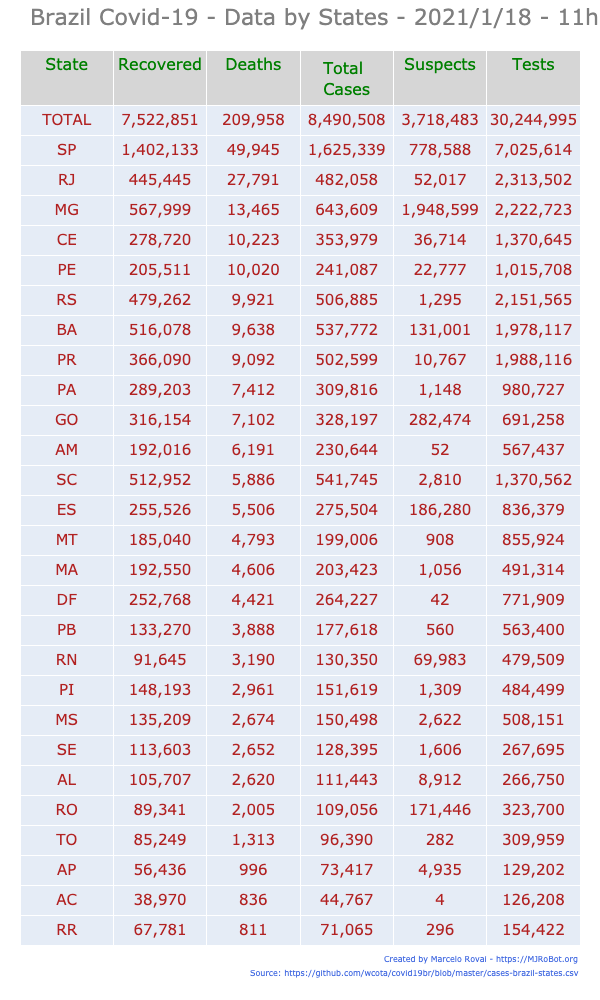 Brazil Covid-19 - Data by States - 2021/1/18 - 11h
State Recovered Deaths Total Cases Suspects Tests
TOTAL 7,522,851 209,958 8,490,508 3,718,483 30,244,995
SP 1,402,133 49,945 1,625,339 778,588 7,025,614
RJ 445,445 27,791 482,058 52,017 2,313,502
MG 567,999 13,465 643,609 1,948,599 2,222,723
CE 278,720 10,223 353,979 36,714 1,370,645
PE 205,511 10,020 241,087 22,777 1,015,708
RS 479,262 9,921 506,885 1,295 2,151,565
BA 516,078 9,638 537,772 131,001 1,978,117
PR 366,090 9,092 502,599 10,767 1,988,116
PA 289,203 7,412 309,816 1,148 980,727
GO 316,154 7,102 328,197 282,474 691,258
AM 192,016 6,191 230,644 52 567,437
SC 512,952 5,886 541,745 2,810 1,370,562
ES 255,526 5,506 275,504 186,280 836,379
MT 185,040 4,793 199,006 908 855,924
MA 192,550 4,606 203,423 1,056 491,314
DF 252,768 4,421 264,227 42 771,909
PB 133,270 3,888 177,618 560 563,400
RN 91,645 3,190 130,350 69,983 479,509
PI 148,193 2,961 151,619 1,309 484,499
MS 135,209 2,674 150,498 2,622 508,151
SE 113,603 2,652 128,395 1,606 267,695
AL 105,707 2,620 111,443 8,912 266,750
RO 89,341 2,005 109,056 171,446 323,700
TO 85,249 1,313 96,390 282 309,959
AP 56,436 996 73,417 4,935 129,202
AC 38,970 836 44,767 4 126,208
RR 67,781 811 71,065 296 154,422
Created by Marcelo Rovai - https://MJRoBot.org
Source: https://github.com/wcota/covid19br/blob/master/cases-brazil-states.csv